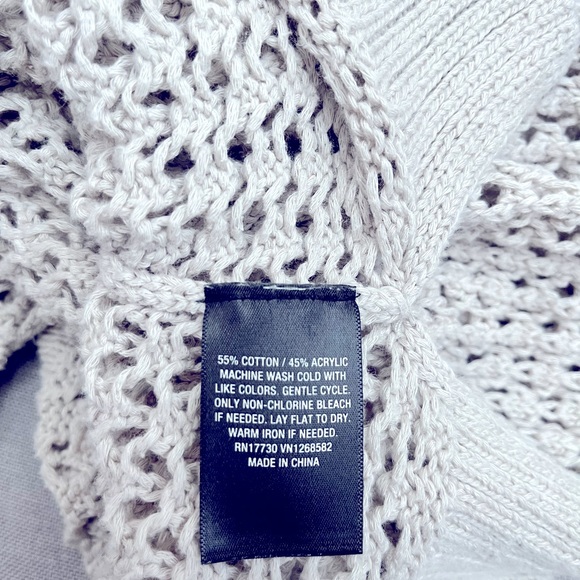 55% COTTON / 45% ACRYLIC
MACHINE WASH COLD WITH
LIKE COLORS. GENTLE CYCLE.
ONLY NON-CHLORINE BLEACH
IF NEEDED. LAY FLAT TO DRY.
WARM IRON IF NEEDED.
RN17730 VN1268582
MADE IN CHINA